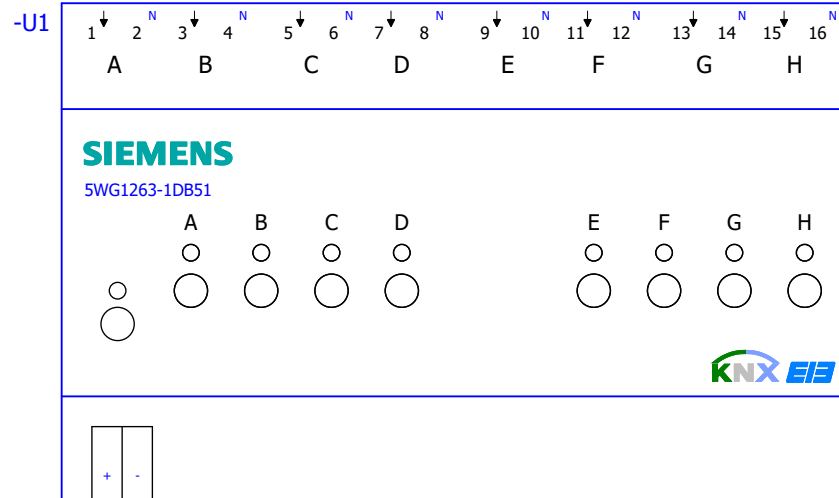 -U1
1 2 N 3 4 N 5 6 N 7 8 N 9 10 N 11 12 N 13 14 N 15 16 N
A B C D E F G H
SIEMENS
5WG1263-1DB51
A B C D E F G H
KNX EIB
+ -